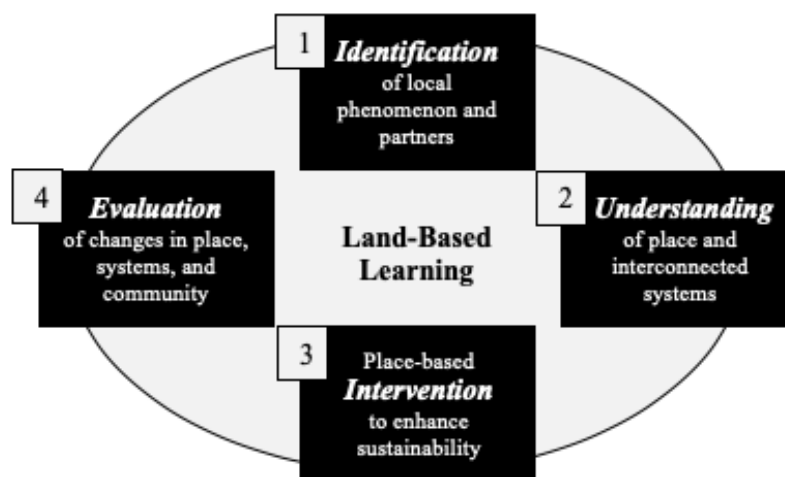 1
Identification
of local
phenomenon and
partners
2
Understanding
of place and
interconnected
systems
3
Place-based
Intervention
to enhance
sustainability
4
Evaluation
of changes in place,
systems, and
community
Land-Based
Learning